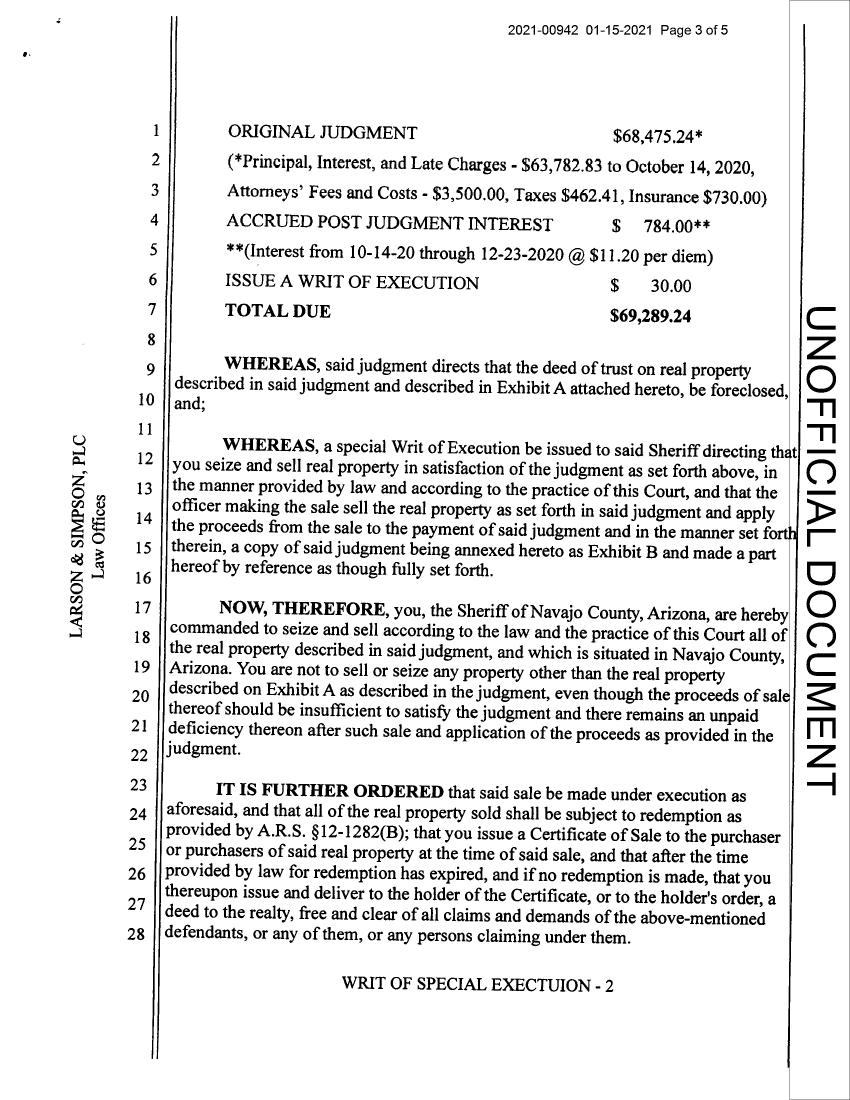 2021-00942 01-15-2021 Page 3 of 5
1 ORIGINAL JUDGMENT $68,475.24*
2 (*Principal, Interest, and Late Charges - $63,782.83 to October 14, 2020,
3 Attorneys' Fees and Costs - $3,500.00, Taxes $462.41, Insurance $730.00)
4 ACCRUED POST JUDGMENT INTEREST $ 784.00**
5 **(Interest from 10-14-20 through 12-23-2020 @ $11.20 per diem)
6 ISSUE A WRIT OF EXECUTION $ 30.00
7 TOTAL DUE $69,289.24
8
9 WHEREAS, said judgment directs that the deed of trust on real property
described in said judgment and described in Exhibit A attached hereto, be foreclosed,
10 and;
11
WHEREAS, a special Writ of Execution be issued to said Sheriff directing that
12 you seize and sell real property in satisfaction of the judgment as set forth above, in
13 the manner provided by law and according to the practice of this Court, and that the
officer making the sale sell the real property as set forth in said judgment and apply
14 the proceeds from the sale to the payment of said judgment and in the manner set forth
15 therein, a copy of said judgment being annexed hereto as Exhibit B and made a part
16 hereof by reference as though fully set forth.
17 NOW, THEREFORE, you, the Sheriff of Navajo County, Arizona, are hereby
18 commanded to seize and sell according to the law and the practice of this Court all of
the real property described in said judgment, and which is situated in Navajo County,
19 Arizona. You are not to sell or seize any property other than the real property
20 described on Exhibit A as described in the judgment, even though the proceeds of sale
thereof should be insufficient to satisfy the judgment and there remains an unpaid
21 deficiency thereon after such sale and application of the proceeds as provided in the
22 judgment.
23 IT IS FURTHER ORDERED that said sale be made under execution as
24 aforesaid, and that all of the real property sold shall be subject to redemption as
provided by A.R.S. §12-1282(B); that you issue a Certificate of Sale to the purchaser
25 or purchasers of said real property at the time of said sale, and that after the time
26 provided by law for redemption has expired, and if no redemption is made, that you
thereupon issue and deliver to the holder of the Certificate, or to the holder's order, a
27 deed to the realty, free and clear of all claims and demands of the above-mentioned
28 defendants, or any of them, or any persons claiming under them.
WRIT OF SPECIAL EXECTUION - 2
LARSON & SIMPSON, PLC
Law Offices
UNOFFICIAL DOCUMENT